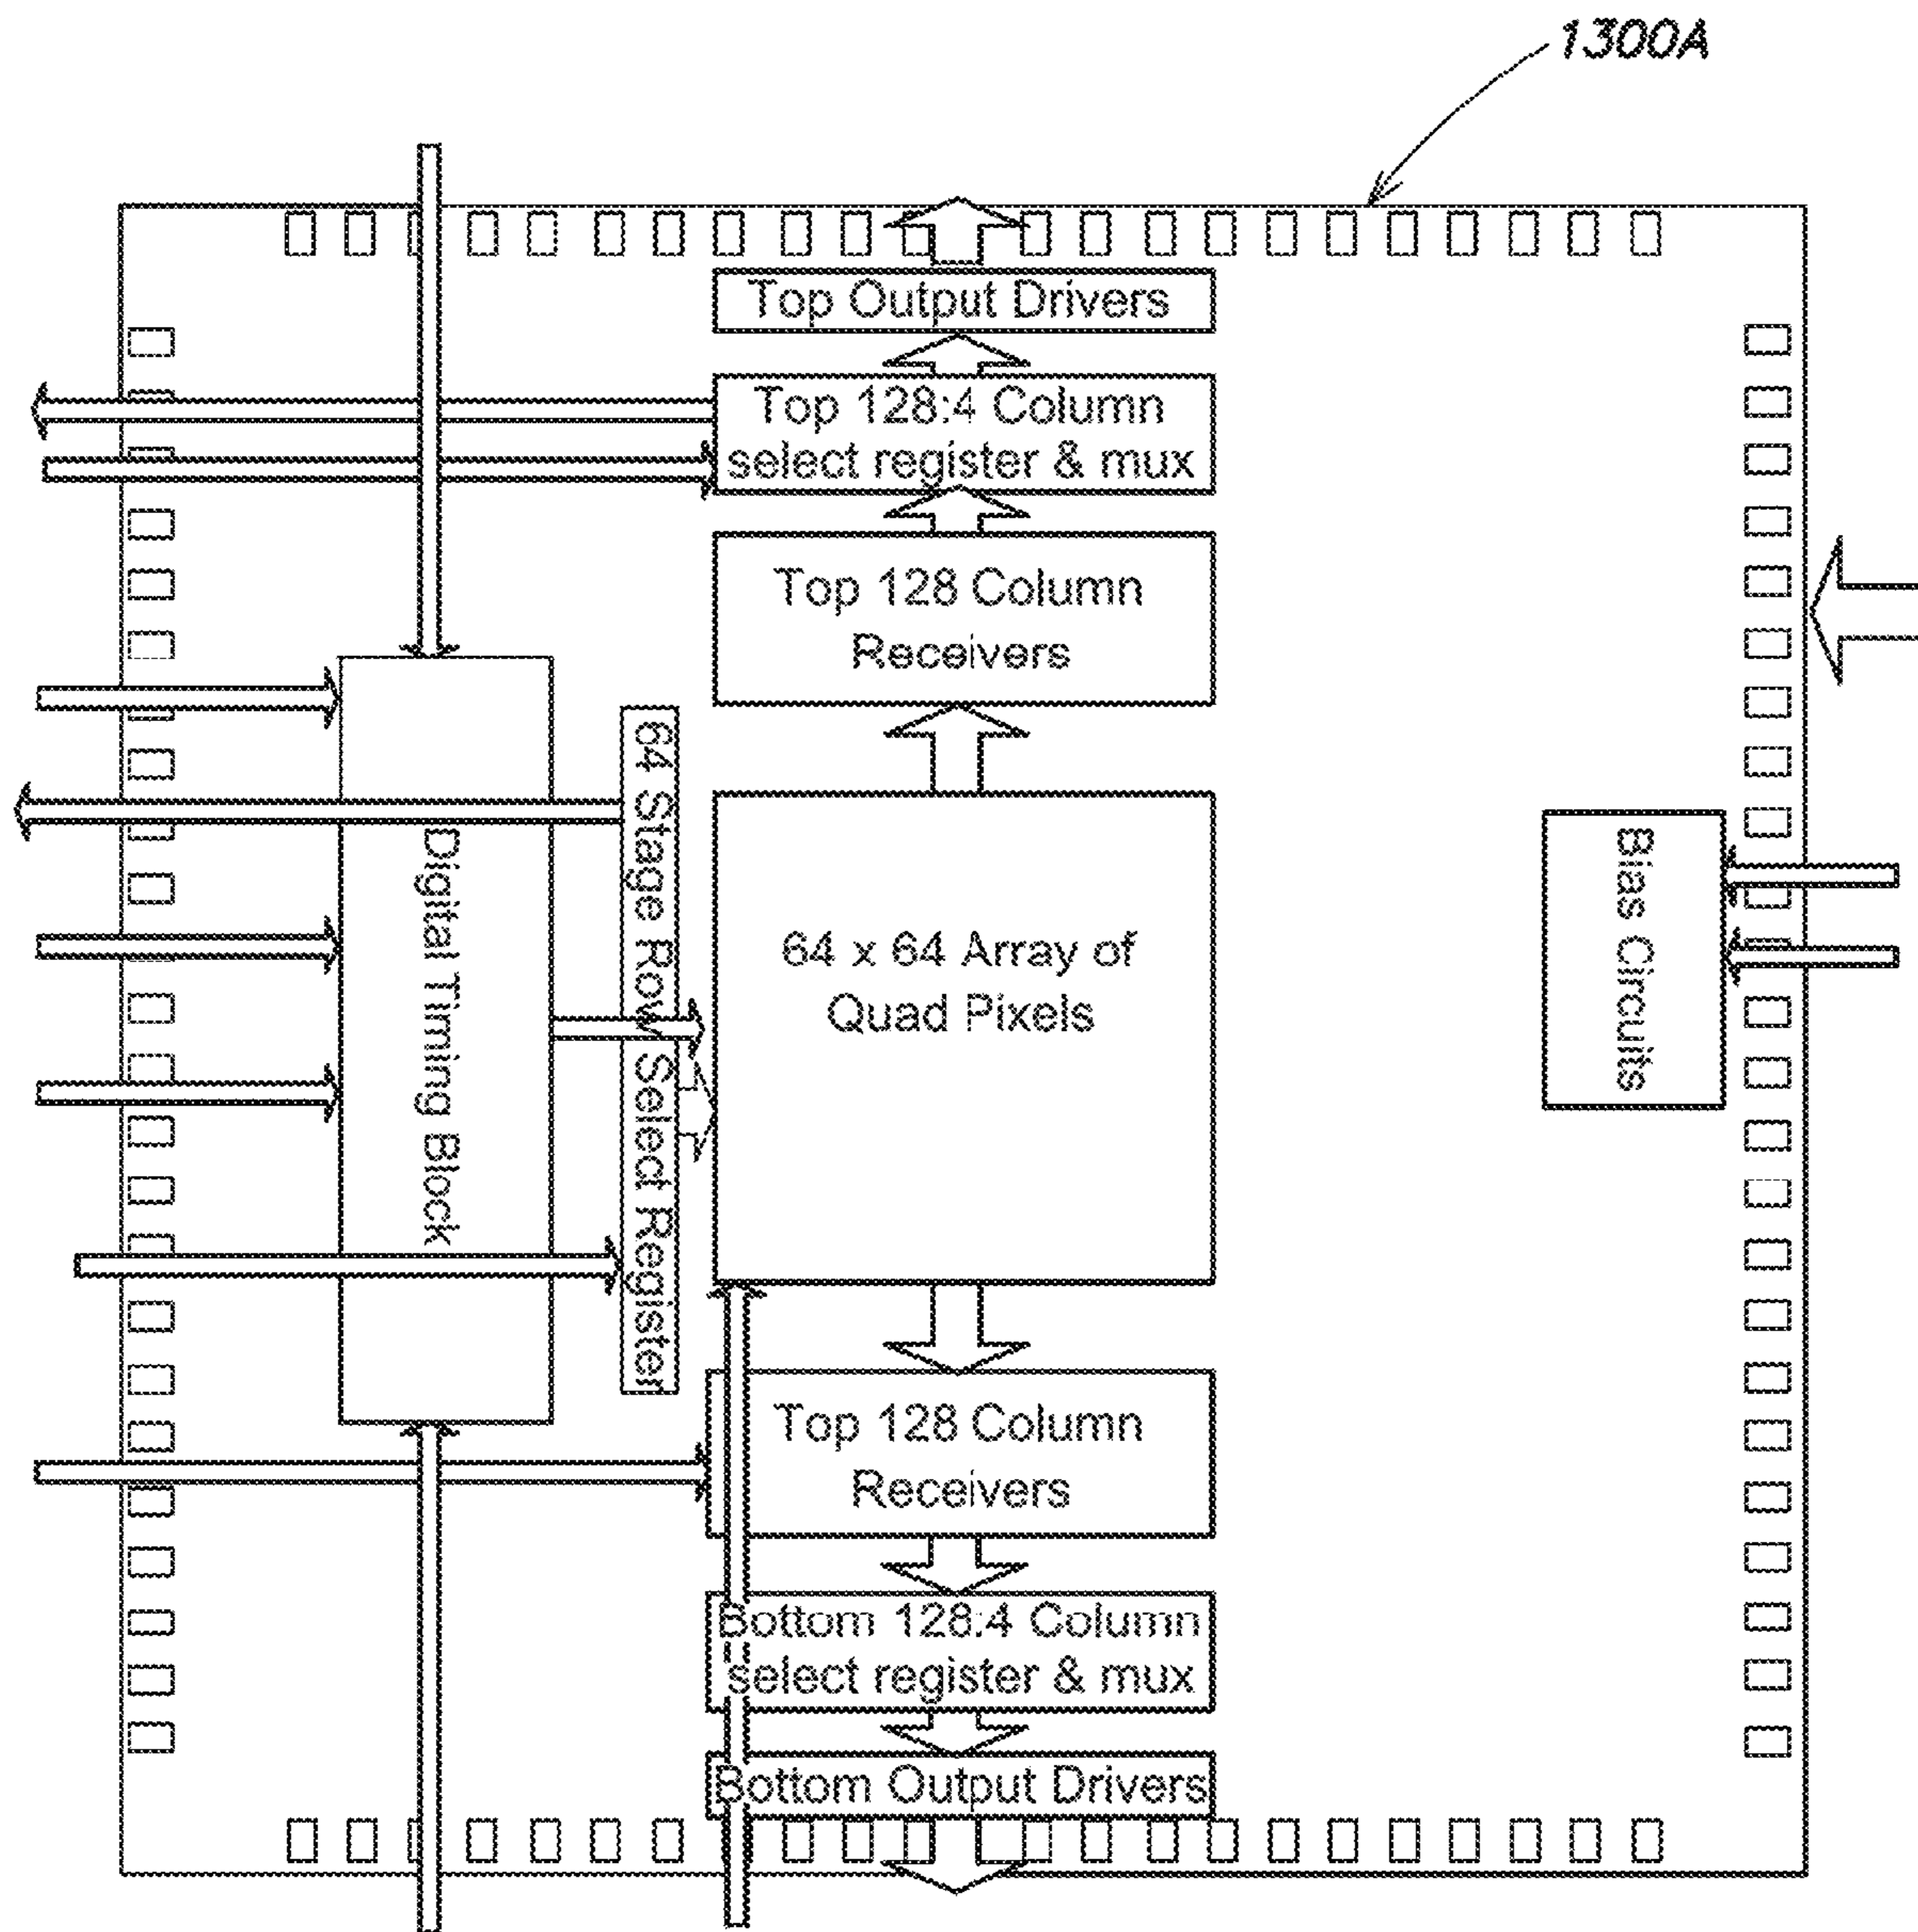 1300A
Top Output Drivers
Top 128:4 Column
select register & mux
Top 128 Column
Receivers
64 Stage Row Select Register
Digital Timing Block
64 x 64 Array of
Quad Pixels
Bias Circuits
Top 128 Column
Receivers
Bottom 128:4 Column
select register & mux
Bottom Output Drivers